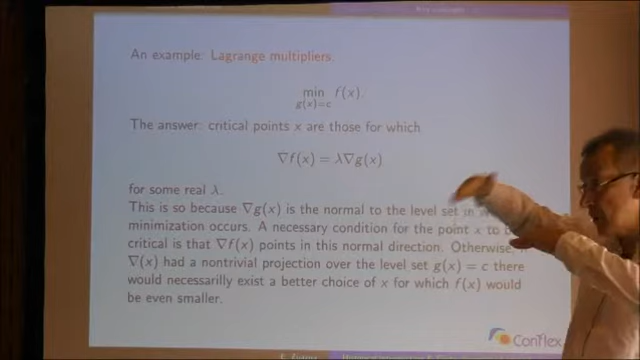 An example: Lagrange multipliers.
min f(x).
g(x)=c
The answer: critical points x are those for which
∇f(x) = λ∇g(x)
for some real λ.
This is so because ∇g(x) is the normal to the level set in
minimization occurs. A necessary condition for the point x to
critical is that ∇f(x) points in this normal direction. Otherwise,
∇(x) had a nontrivial projection over the level set g(x) = c there
would necessarily exist a better choice of x for which f(x) would
be even smaller.
ConFlex
E. Zuazua